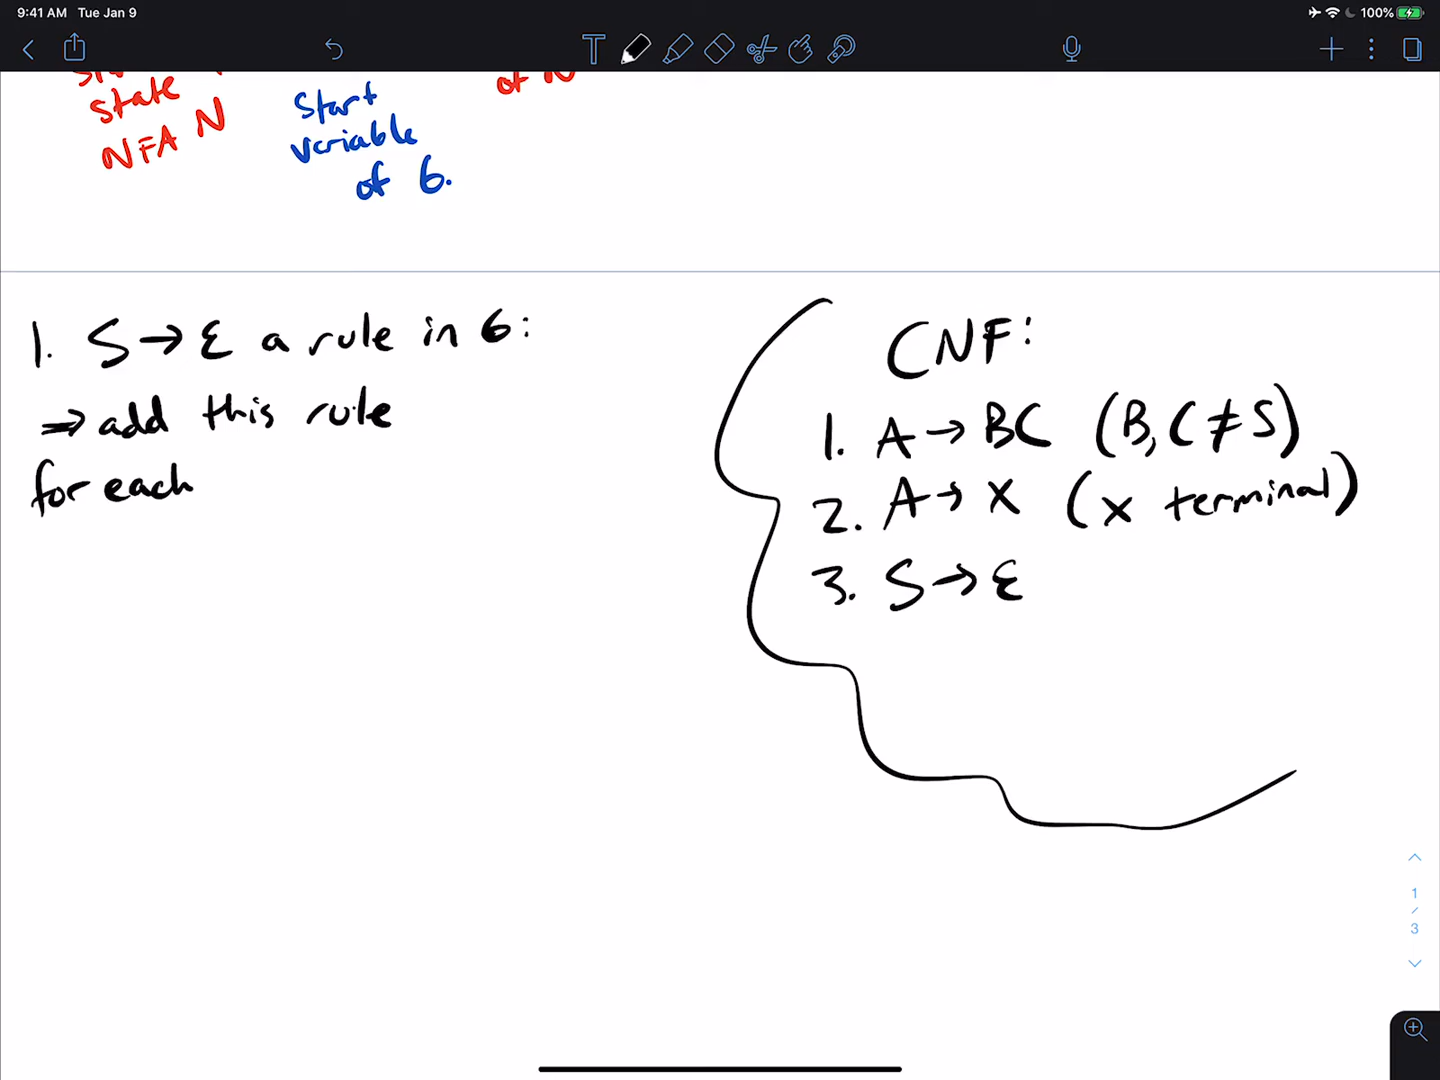 9:41 AM Tue Jan 9
100%
state
NFA N
start
variable
of G.
of N
1. S → ε a rule in G:
⇒ add this rule
for each
CNF:
1. A → BC (B, C ≠ S)
2. A → x (x terminal)
3. S → ε
1
/
3